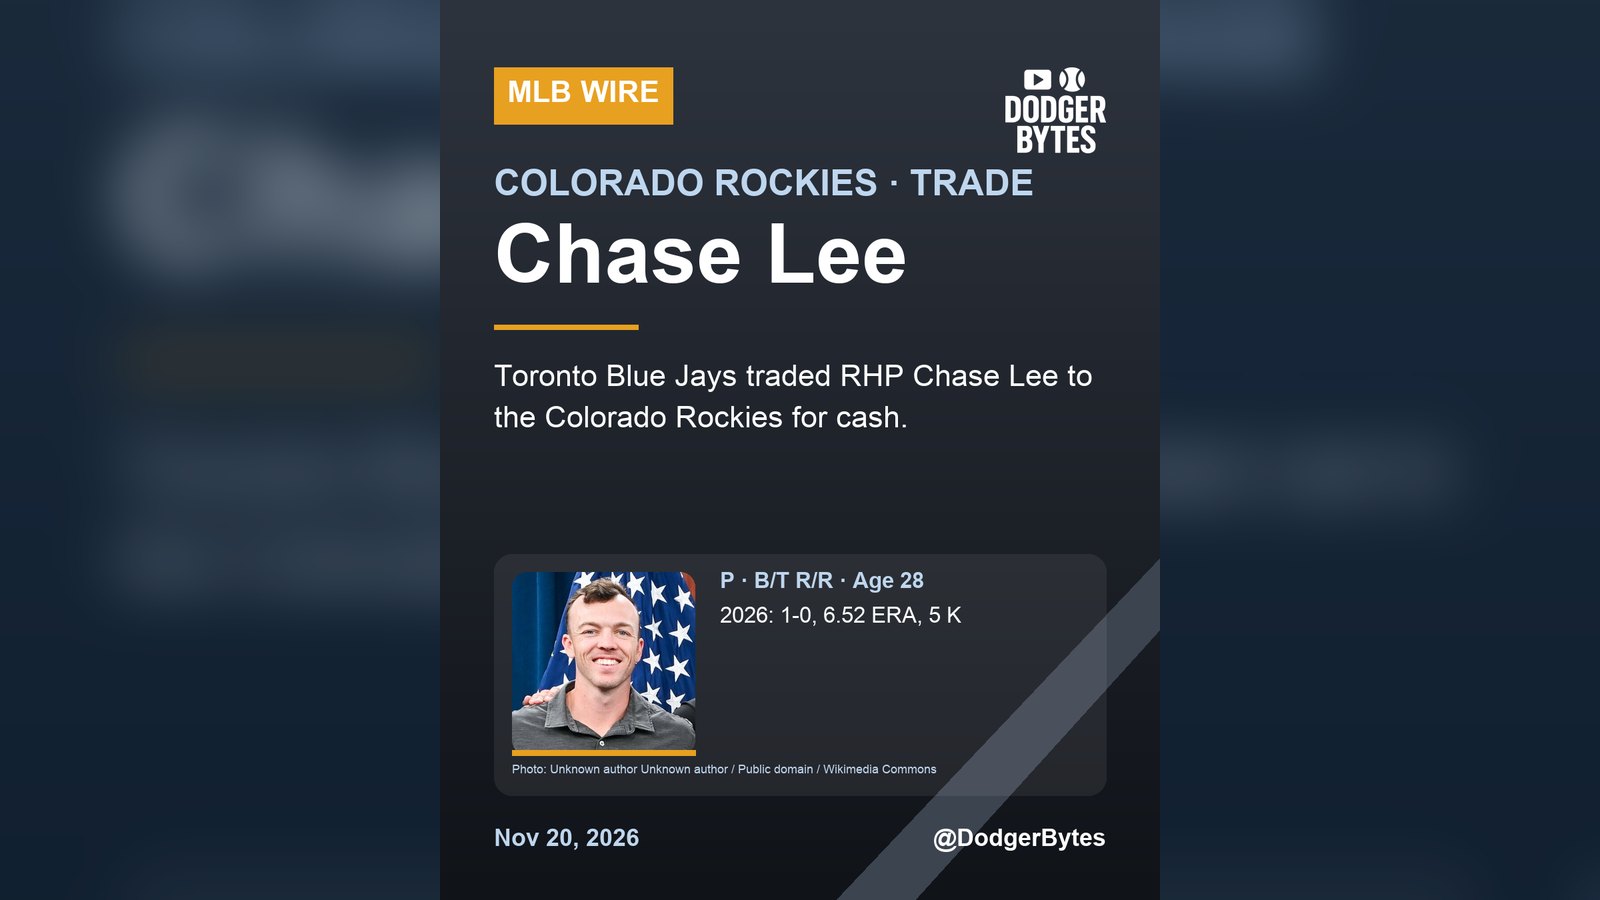 MLB WIRE
DODGER
BYTES
COLORADO ROCKIES · TRADE
Chase Lee
Toronto Blue Jays traded RHP Chase Lee to
the Colorado Rockies for cash.
P · B/T R/R · Age 28
2026: 1-0, 6.52 ERA, 5 K
Photo: Unknown author Unknown author / Public domain / Wikimedia Commons
Nov 20, 2026
@DodgerBytes